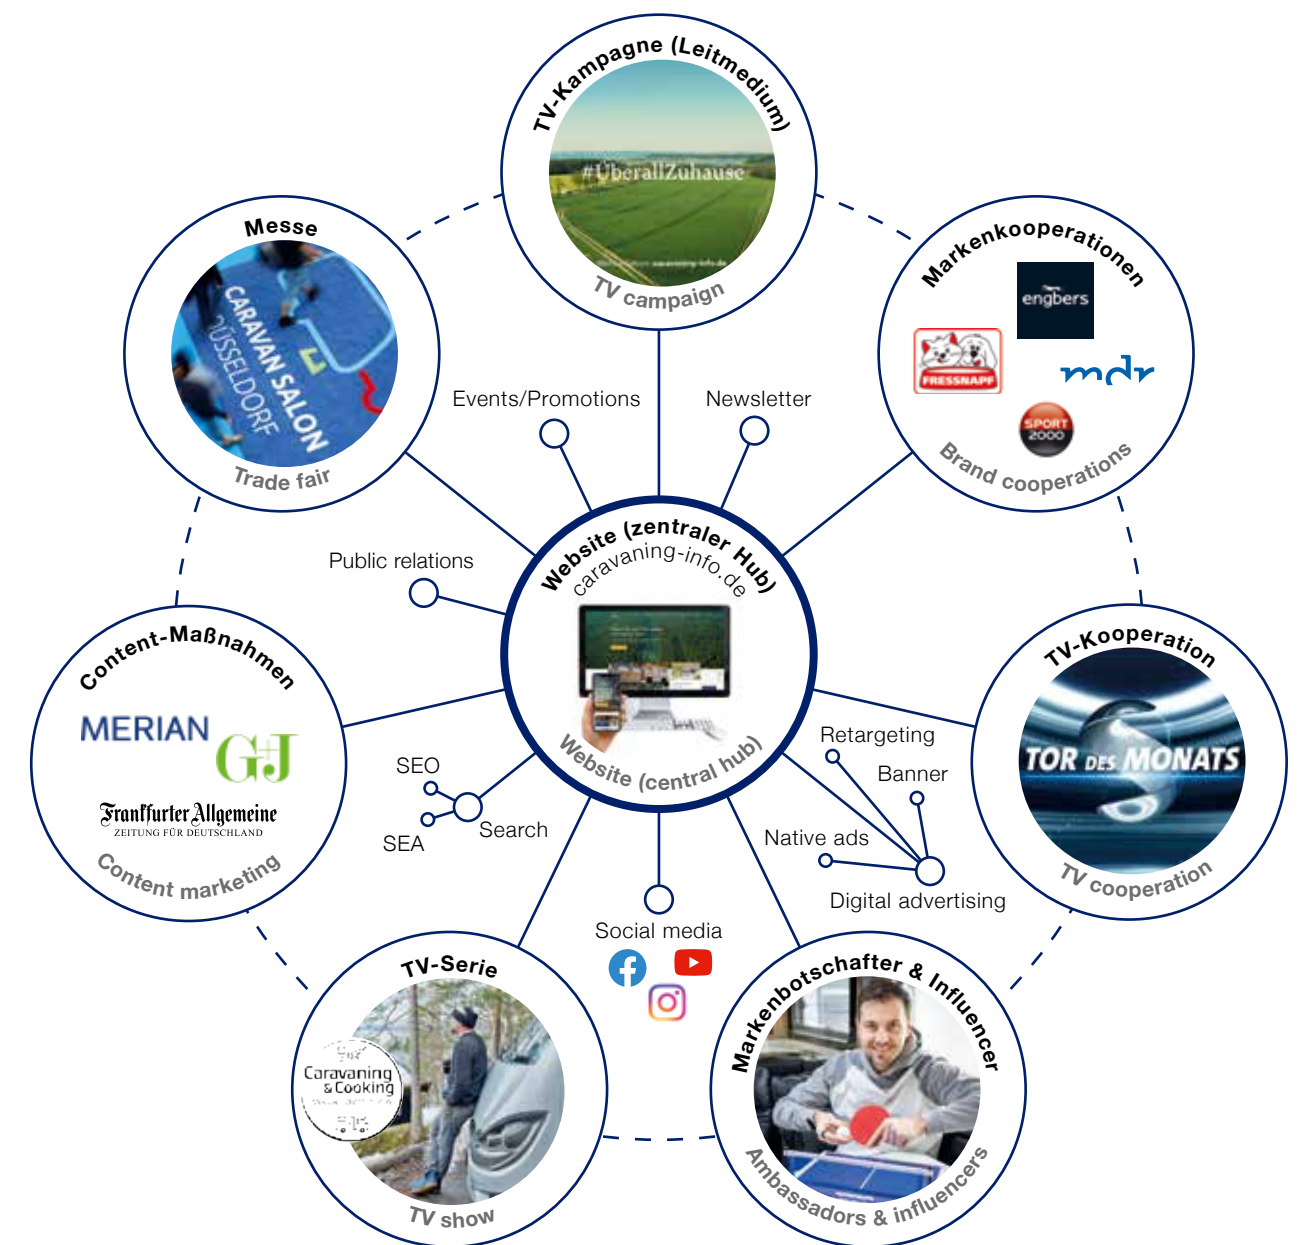 TV-Kampagne (Leitmedium)
#ÜberallZuhause
caravaning-info.de
TV campaign
Messe
CARAVAN SALON
DÜSSELDORF
Trade fair
Markenkooperationen
engbers
FRESSNAPF
mdr
SPORT
2000
Brand cooperations
Events/Promotions
Newsletter
Public relations
Website (zentraler Hub)
caravaning-info.de
Website (central hub)
Content-Maßnahmen
MERIAN
G+J
Frankfurter Allgemeine
ZEITUNG FÜR DEUTSCHLAND
Content marketing
TV-Kooperation
TOR DES MONATS
TV cooperation
Retargeting
Banner
Native ads
Digital advertising
SEO
SEA
Search
Social media
TV-Serie
Caravaning
& Cooking
TV show
Markenbotschafter & Influencer
Ambassadors & influencers